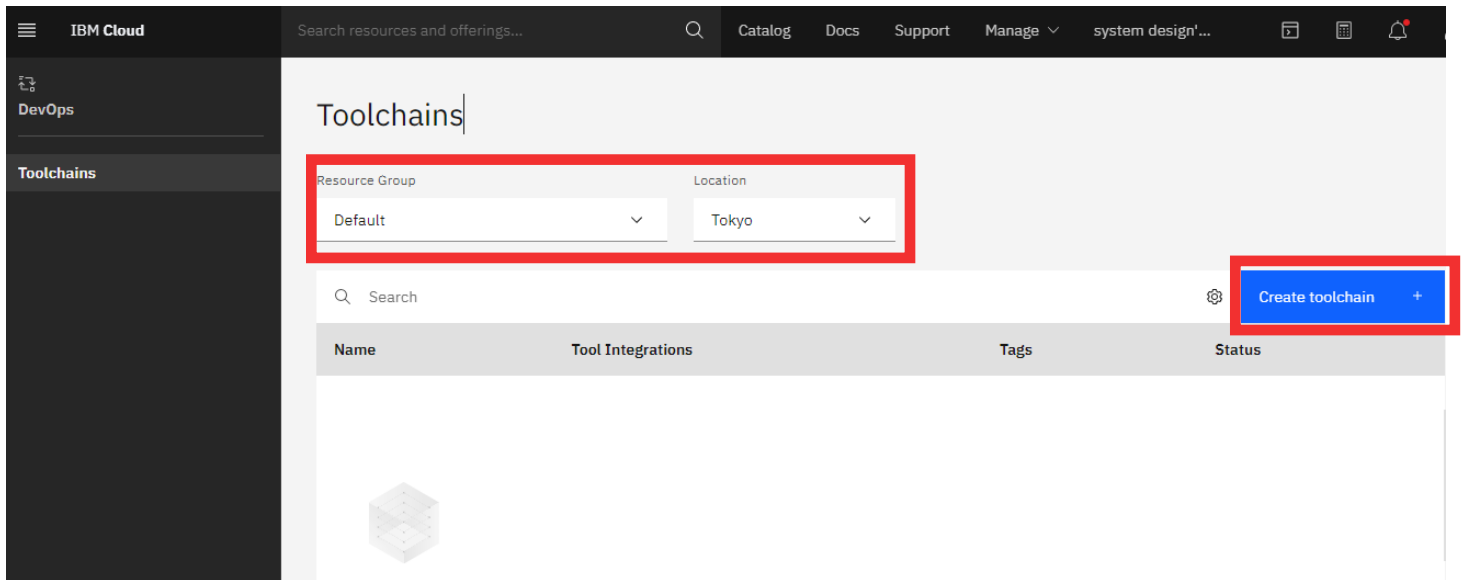 IBM Cloud Search resources and offerings... Catalog Docs Support Manage system design'...
DevOps
Toolchains
Toolchains
Resource Group Location
Default Tokyo
Search Create toolchain +
Name Tool Integrations Tags Status